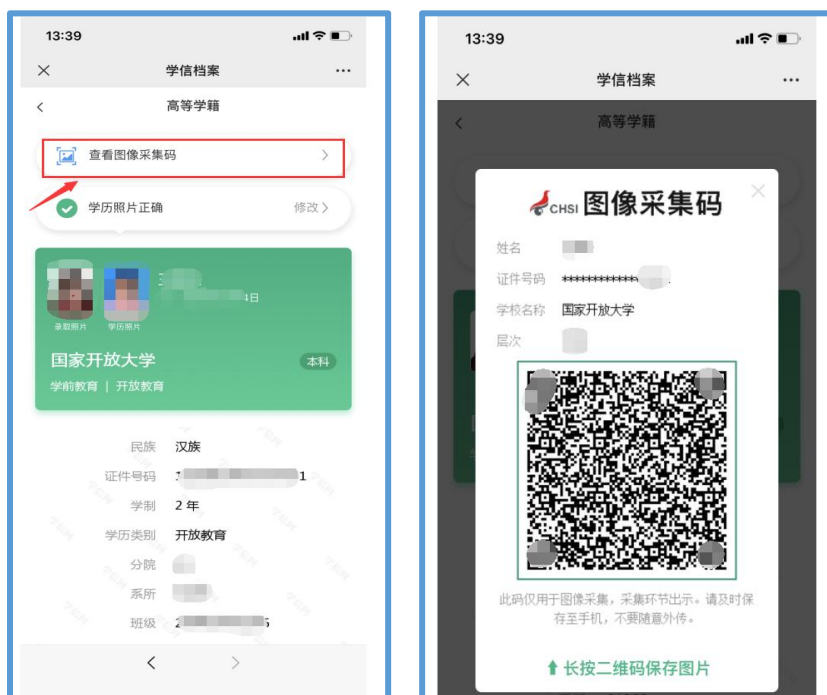 13:39
学信档案
高等学籍
查看图像采集码
学历照片正确
修改
4日
录取照片
学历照片
国家开放大学
本科
学前教育 | 开放教育
民族 汉族
证件号码 1
学制 2 年
学历类别 开放教育
分院
系所
班级 2
学信网
13:39
学信档案
高等学籍
CHSI 图像采集码
姓名
证件号码 ************
学校名称 国家开放大学
层次
此码仅用于图像采集，采集环节出示。请及时保
存至手机，不要随意外传。
长按二维码保存图片